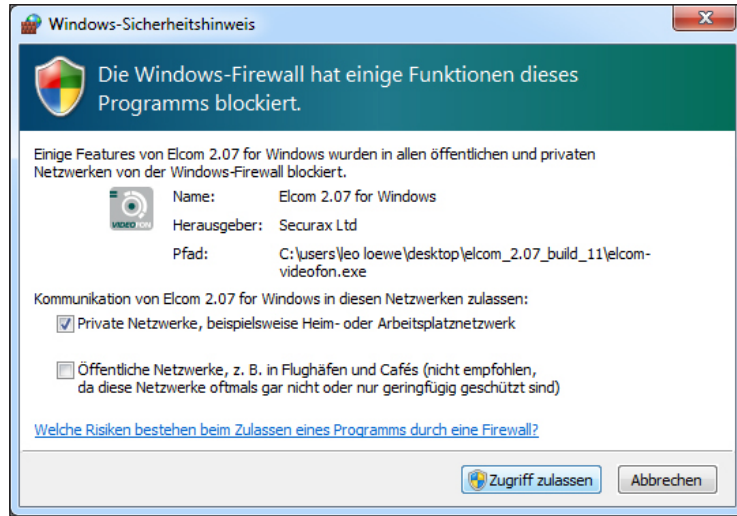 Windows-Sicherheitshinweis
Die Windows-Firewall hat einige Funktionen dieses
Programms blockiert.
Einige Features von Elcom 2.07 for Windows wurden in allen öffentlichen und privaten
Netzwerken von der Windows-Firewall blockiert.
VIDEOFON
Name: Elcom 2.07 for Windows
Herausgeber: Securax Ltd
Pfad: C:\users\leo loewe\desktop\elcom_2.07_build_11\elcom-
videofon.exe
Kommunikation von Elcom 2.07 for Windows in diesen Netzwerken zulassen:
Private Netzwerke, beispielsweise Heim- oder Arbeitsplatznetzwerk
Öffentliche Netzwerke, z. B. in Flughäfen und Cafés (nicht empfohlen,
da diese Netzwerke oftmals gar nicht oder nur geringfügig geschützt sind)
Welche Risiken bestehen beim Zulassen eines Programms durch eine Firewall?
Zugriff zulassen Abbrechen